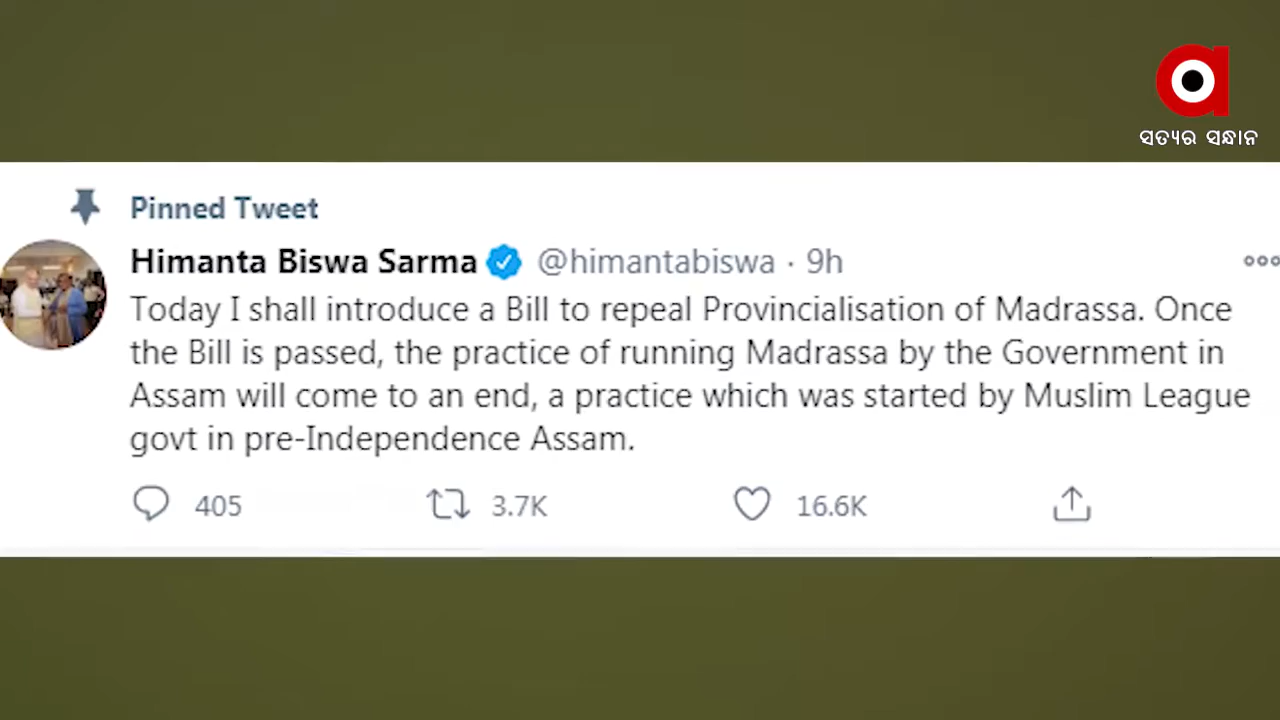 ସତ୍ୟର ସନ୍ଧାନ
Pinned Tweet
Himanta Biswa Sarma @himantabiswa · 9h
Today I shall introduce a Bill to repeal Provincialisation of Madrassa. Once
the Bill is passed, the practice of running Madrassa by the Government in
Assam will come to an end, a practice which was started by Muslim League
govt in pre-Independence Assam.
405 3.7K 16.6K